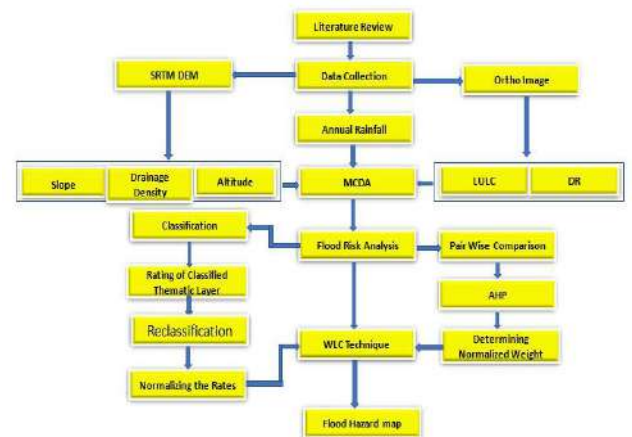 Literature Review
SRTM DEM
Data Collection
Ortho Image
Annual Rainfall
Slope
Drainage
Density
Altitude
MCDA
LULC
DR
Classification
Flood Risk Analysis
Pair Wise Comparison
Rating of Classified
Thematic Layer
AHP
Reclassification
WLC Technique
Determining
Normalized Weight
Normalizing the Rates
Flood Hazard map